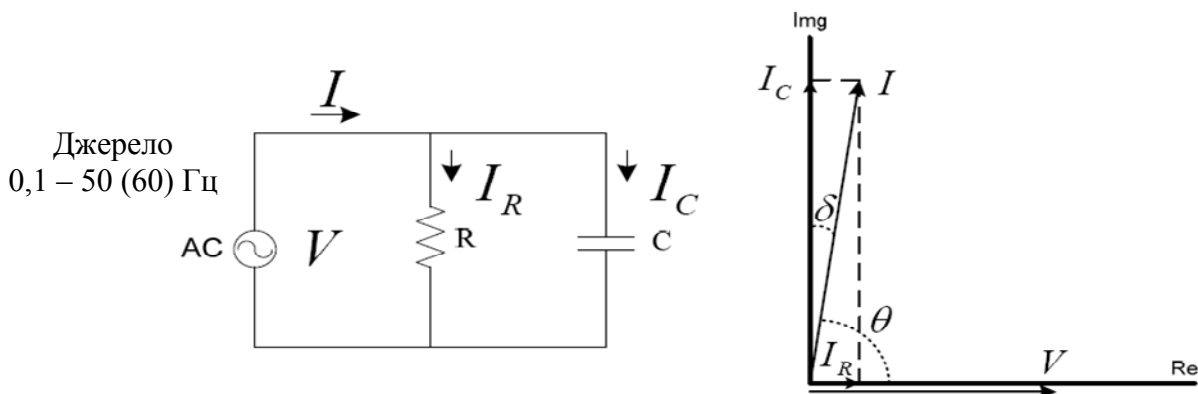 I
Джерело
0,1 – 50 (60) Гц
AC
V
I_R
R
I_C
C
Img
I_C
I
δ
θ
I_R
V
Re